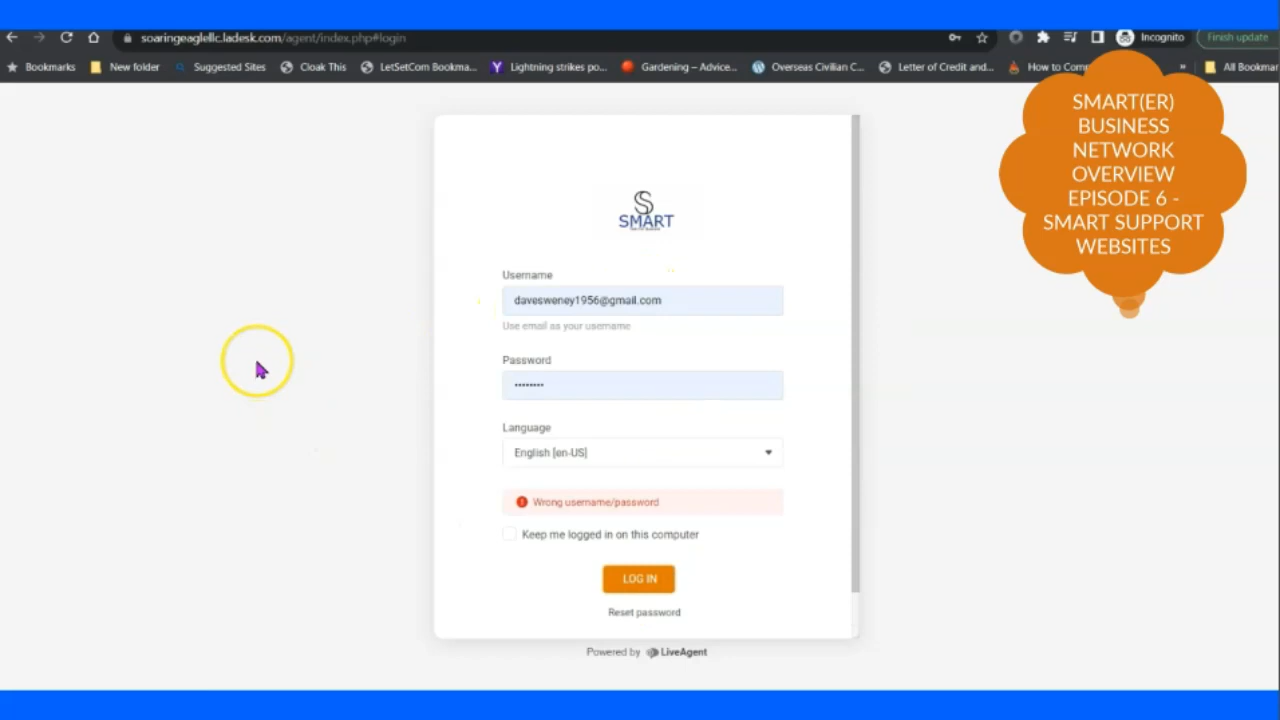 soaringeaglellc.ladesk.com/agent/index.php#login
Incognito
Finish update
Bookmarks
New folder
Suggested Sites
Cloak This
LetSetCom Bookma...
Lightning strikes po...
Gardening – Advice...
Overseas Civilian C...
Letter of Credit and...
How to Com
»
All Bookmar
SMART(ER)
BUSINESS
NETWORK
OVERVIEW
EPISODE 6 -
SMART SUPPORT
WEBSITES
S
SMART
Username
davesweney1956@gmail.com
Use email as your username
Password
••••••••
Language
English [en-US]
Wrong username/password
Keep me logged in on this computer
LOG IN
Reset password
Powered by LiveAgent